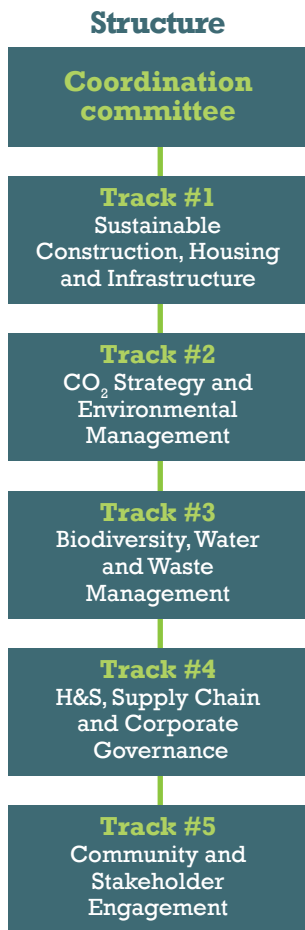 Structure
Coordination
committee
Track #1
Sustainable
Construction, Housing
and Infrastructure
Track #2
CO₂ Strategy and
Environmental
Management
Track #3
Biodiversity, Water
and Waste
Management
Track #4
H&S, Supply Chain
and Corporate
Governance
Track #5
Community and
Stakeholder
Engagement